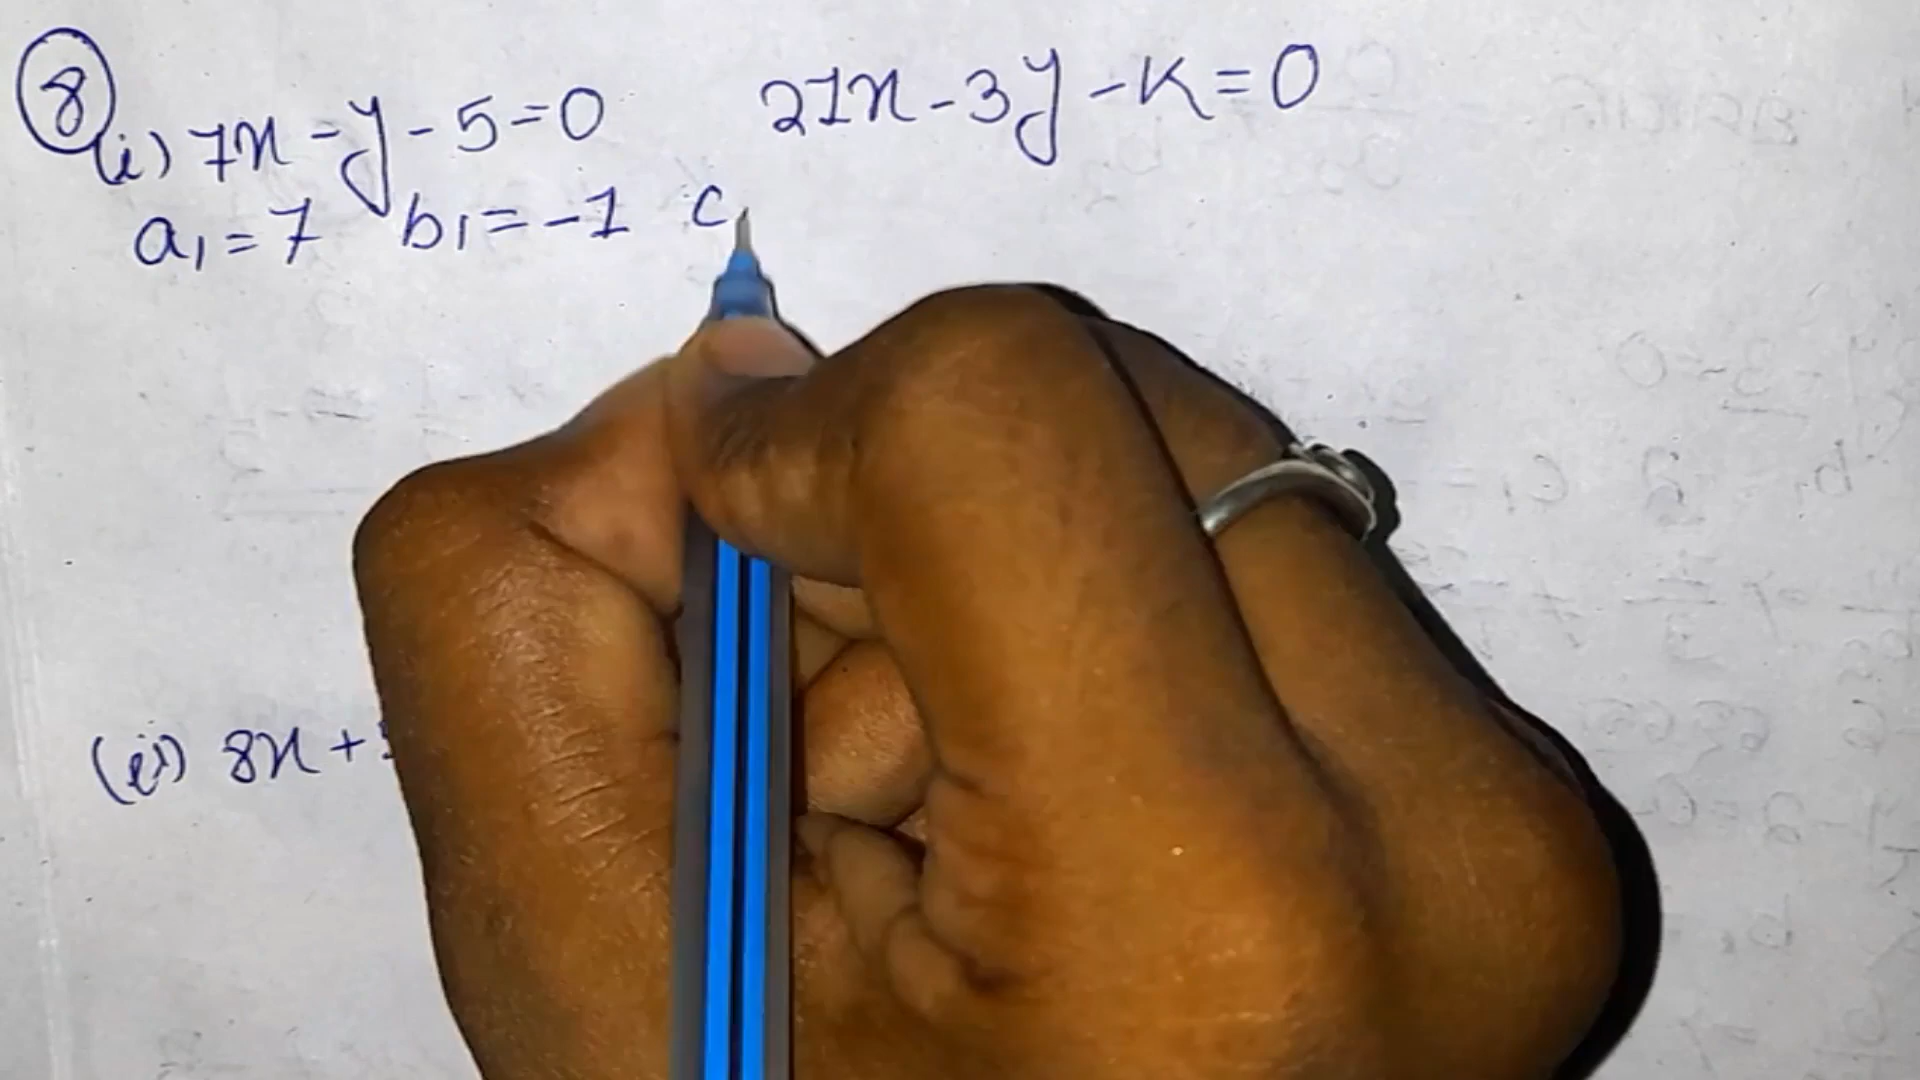 8
(i) 7x - y - 5 = 0 21x - 3y - K = 0
a₁ = 7 b₁ = -1 c
(ii) 8x +